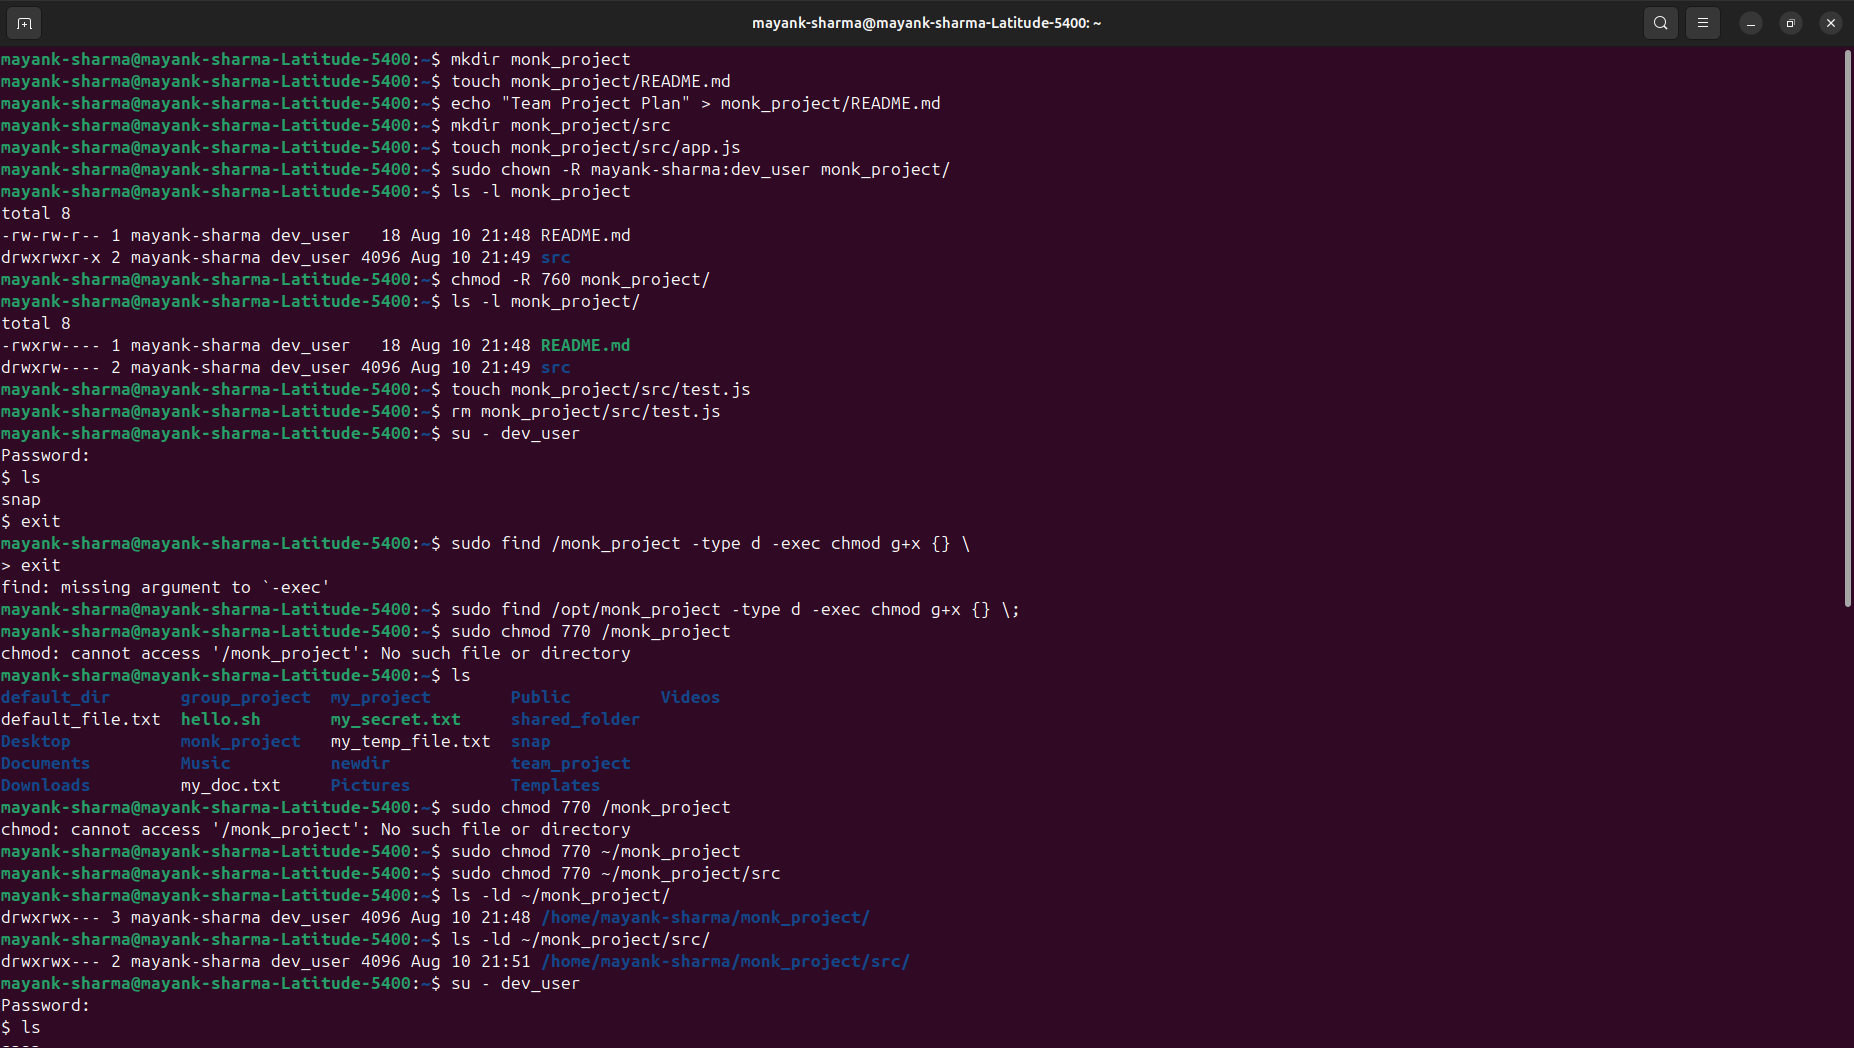 mayank-sharma@mayank-sharma-Latitude-5400: ~
mayank-sharma@mayank-sharma-Latitude-5400:~$ mkdir monk_project
mayank-sharma@mayank-sharma-Latitude-5400:~$ touch monk_project/README.md
mayank-sharma@mayank-sharma-Latitude-5400:~$ echo "Team Project Plan" > monk_project/README.md
mayank-sharma@mayank-sharma-Latitude-5400:~$ mkdir monk_project/src
mayank-sharma@mayank-sharma-Latitude-5400:~$ touch monk_project/src/app.js
mayank-sharma@mayank-sharma-Latitude-5400:~$ sudo chown -R mayank-sharma:dev_user monk_project/
mayank-sharma@mayank-sharma-Latitude-5400:~$ ls -l monk_project
total 8
-rw-rw-r-- 1 mayank-sharma dev_user   18 Aug 10 21:48 README.md
drwxrwxr-x 2 mayank-sharma dev_user 4096 Aug 10 21:49 src
mayank-sharma@mayank-sharma-Latitude-5400:~$ chmod -R 760 monk_project/
mayank-sharma@mayank-sharma-Latitude-5400:~$ ls -l monk_project/
total 8
-rwxrw---- 1 mayank-sharma dev_user   18 Aug 10 21:48 README.md
drwxrw---- 2 mayank-sharma dev_user 4096 Aug 10 21:49 src
mayank-sharma@mayank-sharma-Latitude-5400:~$ touch monk_project/src/test.js
mayank-sharma@mayank-sharma-Latitude-5400:~$ rm monk_project/src/test.js
mayank-sharma@mayank-sharma-Latitude-5400:~$ su - dev_user
Password:
$ ls
snap
$ exit
mayank-sharma@mayank-sharma-Latitude-5400:~$ sudo find /monk_project -type d -exec chmod g+x {} \
> exit
find: missing argument to `-exec'
mayank-sharma@mayank-sharma-Latitude-5400:~$ sudo find /opt/monk_project -type d -exec chmod g+x {} \;
mayank-sharma@mayank-sharma-Latitude-5400:~$ sudo chmod 770 /monk_project
chmod: cannot access '/monk_project': No such file or directory
mayank-sharma@mayank-sharma-Latitude-5400:~$ ls
default_dir       group_project  my_project        Public         Videos
default_file.txt  hello.sh       my_secret.txt     shared_folder
Desktop           monk_project   my_temp_file.txt  snap
Documents         Music          newdir            team_project
Downloads         my_doc.txt     Pictures          Templates
mayank-sharma@mayank-sharma-Latitude-5400:~$ sudo chmod 770 /monk_project
chmod: cannot access '/monk_project': No such file or directory
mayank-sharma@mayank-sharma-Latitude-5400:~$ sudo chmod 770 ~/monk_project
mayank-sharma@mayank-sharma-Latitude-5400:~$ sudo chmod 770 ~/monk_project/src
mayank-sharma@mayank-sharma-Latitude-5400:~$ ls -ld ~/monk_project/
drwxrwx--- 3 mayank-sharma dev_user 4096 Aug 10 21:48 /home/mayank-sharma/monk_project/
mayank-sharma@mayank-sharma-Latitude-5400:~$ ls -ld ~/monk_project/src/
drwxrwx--- 2 mayank-sharma dev_user 4096 Aug 10 21:51 /home/mayank-sharma/monk_project/src/
mayank-sharma@mayank-sharma-Latitude-5400:~$ su - dev_user
Password:
$ ls